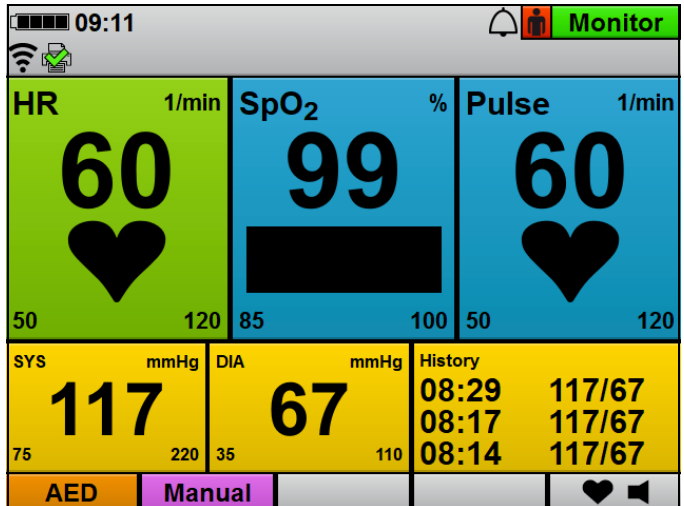 09:11 Monitor
HR 1/min SpO2 % Pulse 1/min
60 99 60
50 120 85 100 50 120
SYS mmHg DIA mmHg History
117 67
08:29 117/67
08:17 117/67
08:14 117/67
75 220 35 110
AED Manual